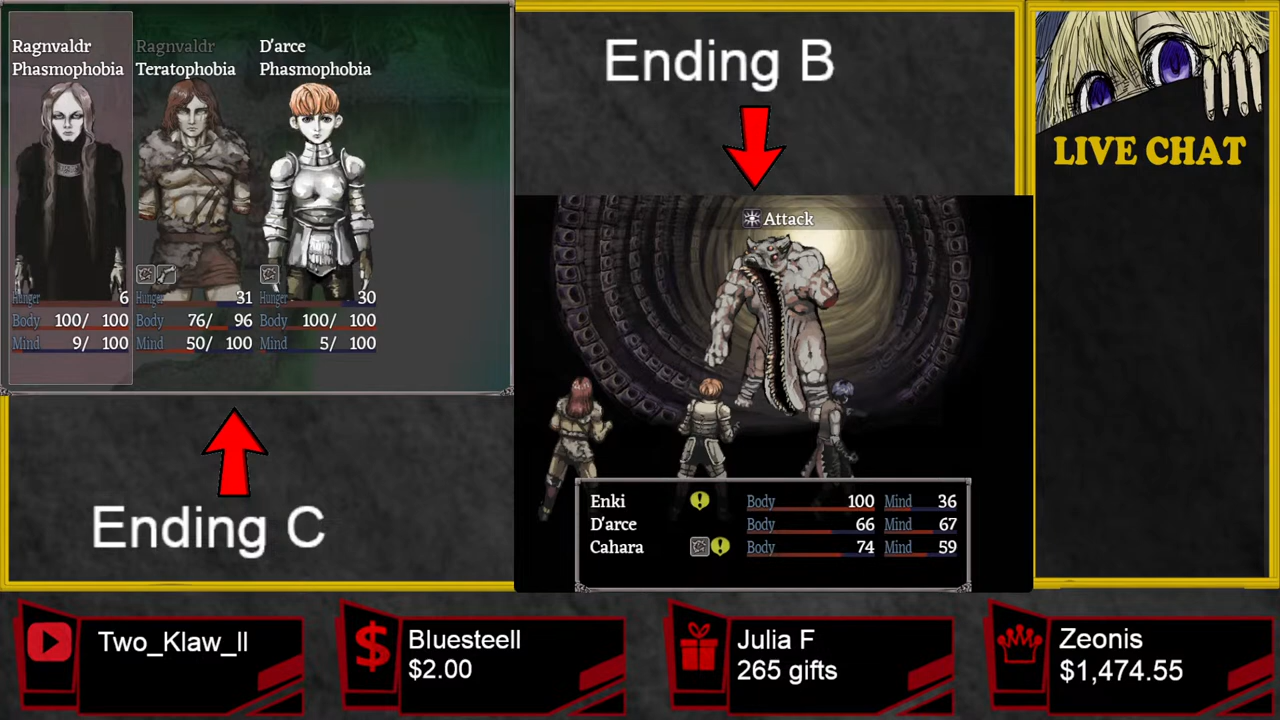 Ragnvaldr
Phasmophobia
Ragnvaldr
Teratophobia
D'arce
Phasmophobia
Hunger 6
Body 100/ 100
Mind 9/ 100
Hunger 31
Body 76/ 96
Mind 50/ 100
Hunger 30
Body 100/ 100
Mind 5/ 100
Ending C
Ending B
Attack
Enki Body 100 Mind 36
D'arce Body 66 Mind 67
Cahara Body 74 Mind 59
LIVE CHAT
Two_Klaw_ll
Bluesteell
$2.00
Julia F
265 gifts
Zeonis
$1,474.55